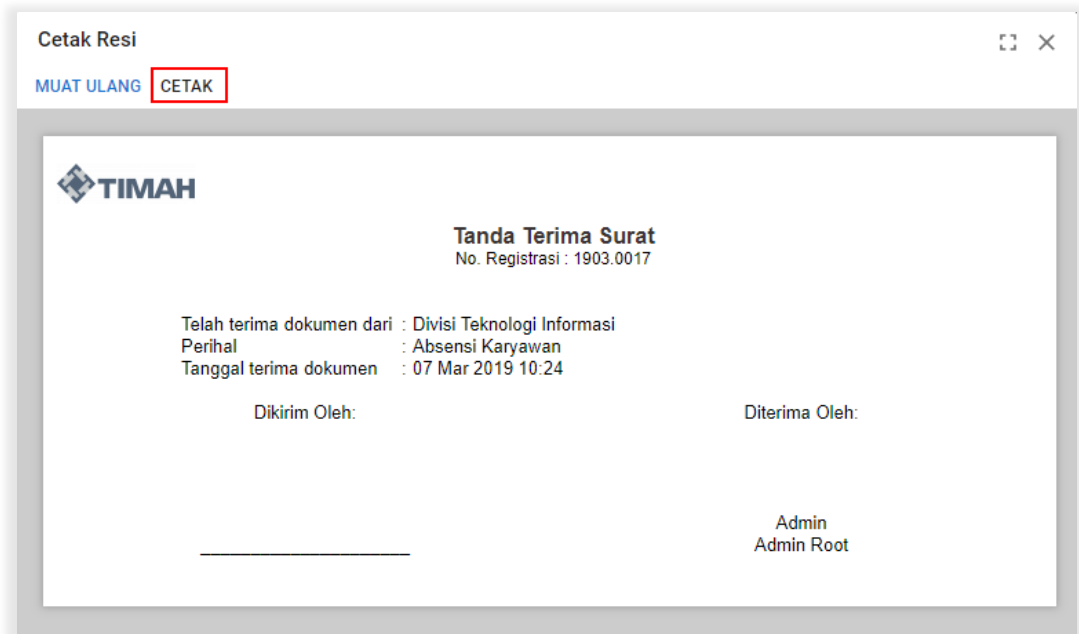 Cetak Resi
MUAT ULANG CETAK
TIMAH
Tanda Terima Surat
No. Registrasi : 1903.0017
Telah terima dokumen dari : Divisi Teknologi Informasi
Perihal : Absensi Karyawan
Tanggal terima dokumen : 07 Mar 2019 10:24
Dikirim Oleh: Diterima Oleh:
Admin
Admin Root